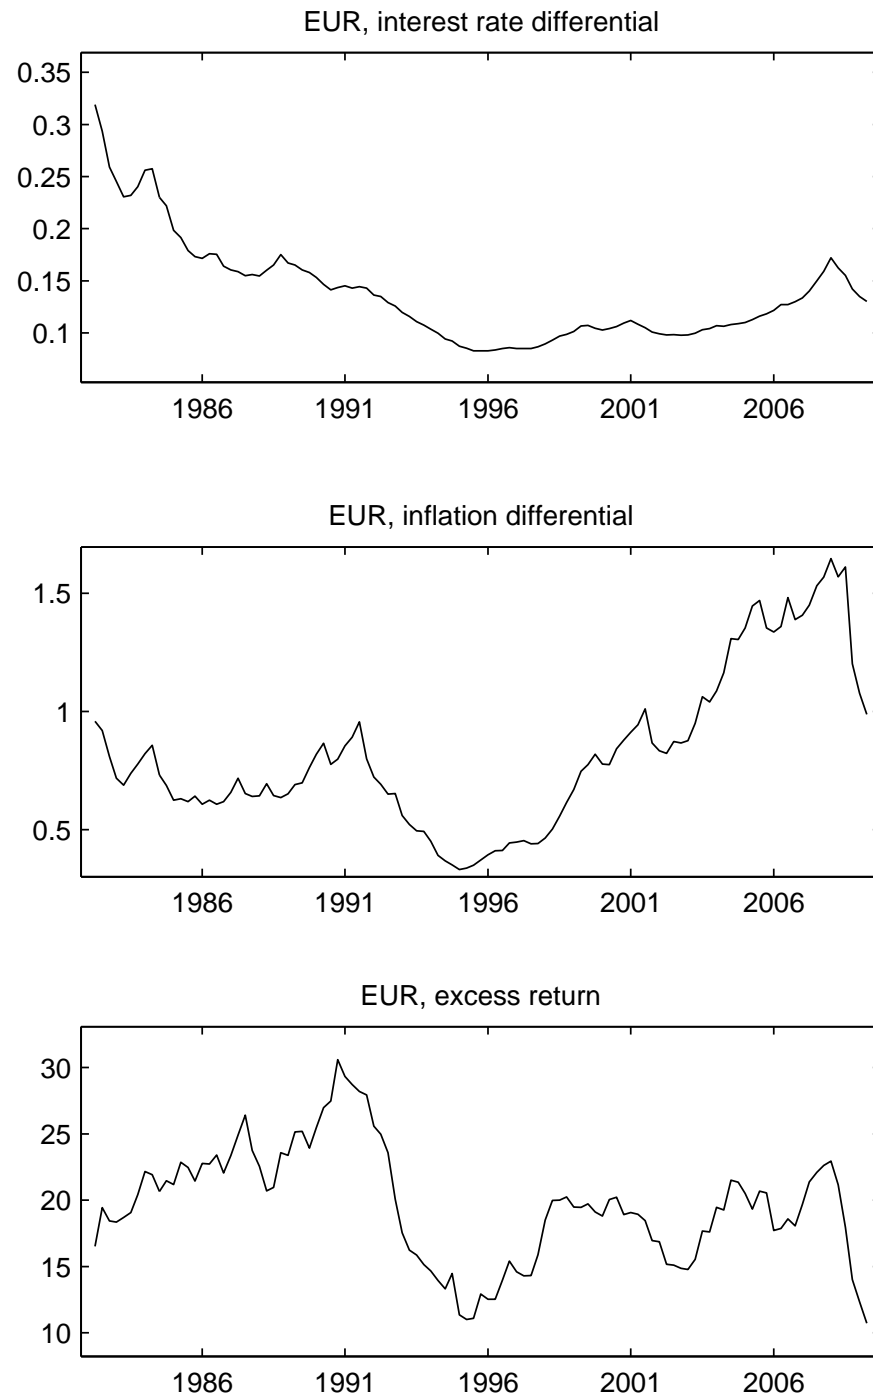 EUR, interest rate differential
0.35
0.3
0.25
0.2
0.15
0.1
1986 1991 1996 2001 2006
EUR, inflation differential
1.5
1
0.5
1986 1991 1996 2001 2006
EUR, excess return
30
25
20
15
10
1986 1991 1996 2001 2006